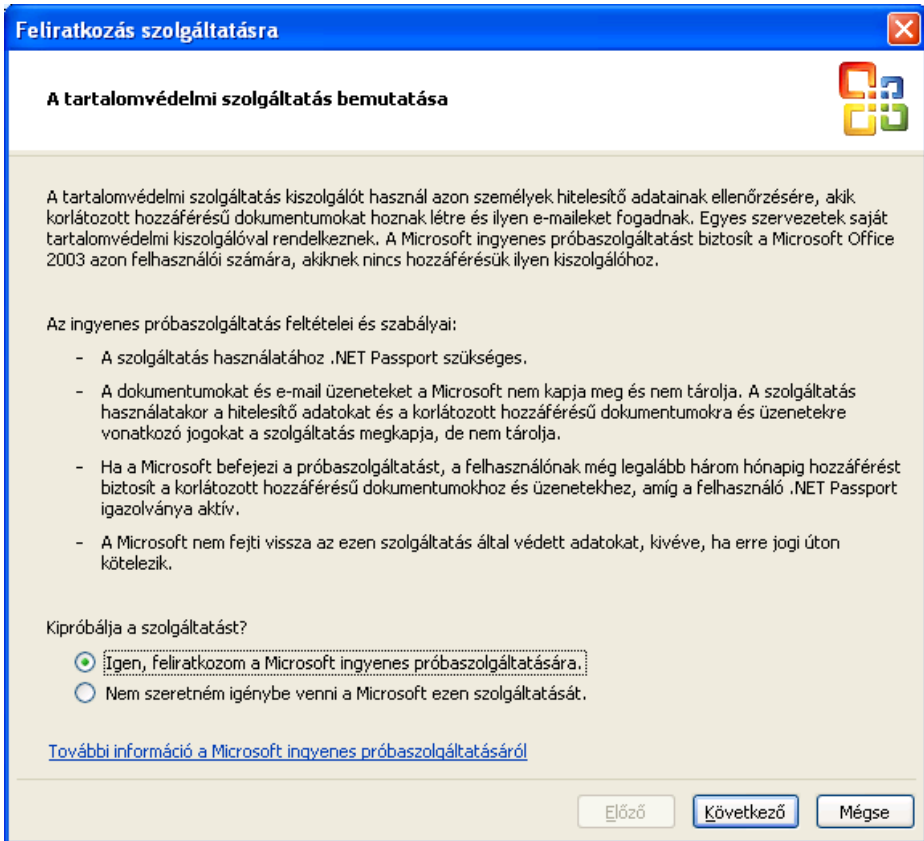 Feliratkozás szolgáltatásra
A tartalomvédelmi szolgáltatás bemutatása
A tartalomvédelmi szolgáltatás kiszolgálót használ azon személyek hitelesítő adatainak ellenőrzésére, akik
korlátozott hozzáférésű dokumentumokat hoznak létre és ilyen e-maileket fogadnak. Egyes szervezetek saját
tartalomvédelmi kiszolgálóval rendelkeznek. A Microsoft ingyenes próbaszolgáltatást biztosít a Microsoft Office
2003 azon felhasználói számára, akiknek nincs hozzáférésük ilyen kiszolgálóhoz.
Az ingyenes próbaszolgáltatás feltételei és szabályai:
- A szolgáltatás használatához .NET Passport szükséges.
- A dokumentumokat és e-mail üzeneteket a Microsoft nem kapja meg és nem tárolja. A szolgáltatás
használatakor a hitelesítő adatokat és a korlátozott hozzáférésű dokumentumokra és üzenetekre
vonatkozó jogokat a szolgáltatás megkapja, de nem tárolja.
- Ha a Microsoft befejezi a próbaszolgáltatást, a felhasználónak még legalább három hónapig hozzáférést
biztosít a korlátozott hozzáférésű dokumentumokhoz és üzenetekhez, amíg a felhasználó .NET Passport
igazolványa aktív.
- A Microsoft nem fejti vissza az ezen szolgáltatás által védett adatokat, kivéve, ha erre jogi úton
kötelezik.
Kipróbálja a szolgáltatást?
Igen, feliratkozom a Microsoft ingyenes próbaszolgáltatására.
Nem szeretném igénybe venni a Microsoft ezen szolgáltatását.
További információ a Microsoft ingyenes próbaszolgáltatásáról
Előző Következő Mégse